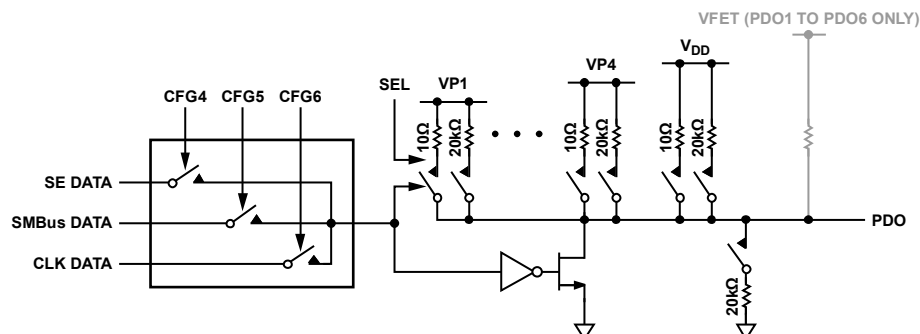 VFET (PDO1 TO PDO6 ONLY)
VDD
VP4
SEL
VP1
CFG4
CFG5
CFG6
10Ω
20kΩ
10Ω
20kΩ
10Ω
20kΩ
SE DATA
SMBus DATA
PDO
CLK DATA
20kΩ